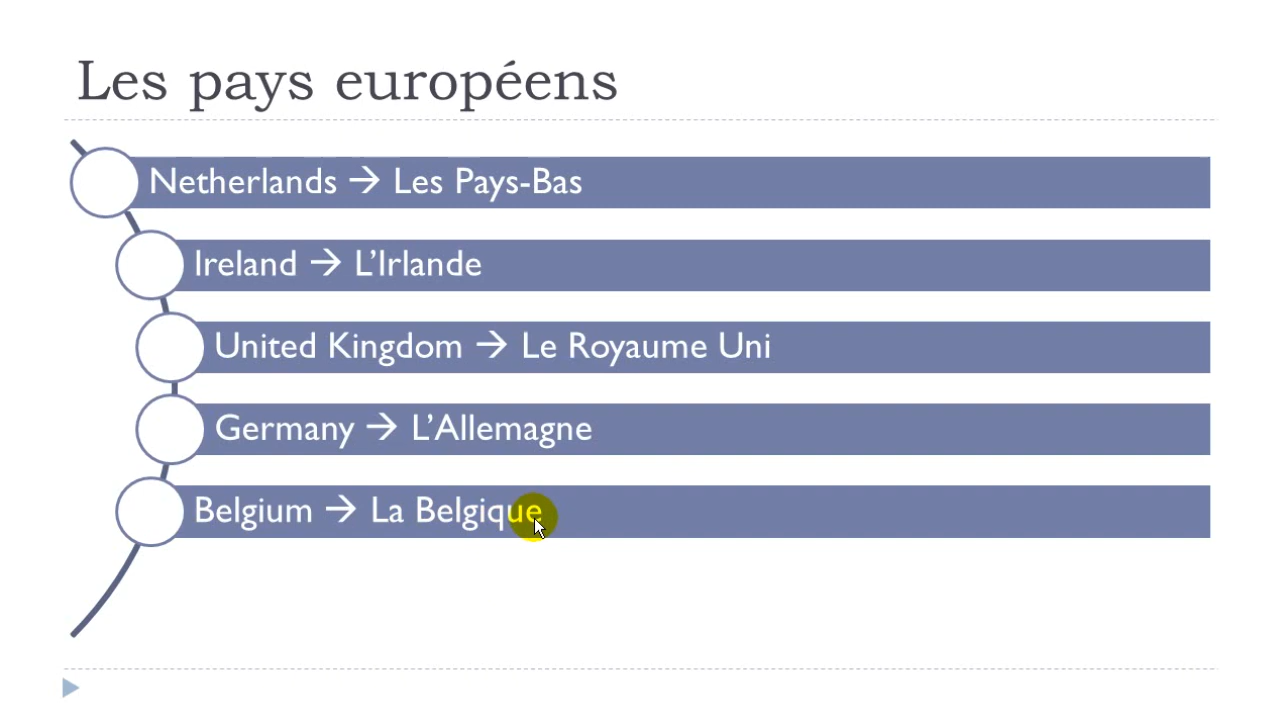 Les pays européens
Netherlands → Les Pays-Bas
Ireland → L’Irlande
United Kingdom → Le Royaume Uni
Germany → L’Allemagne
Belgium → La Belgique